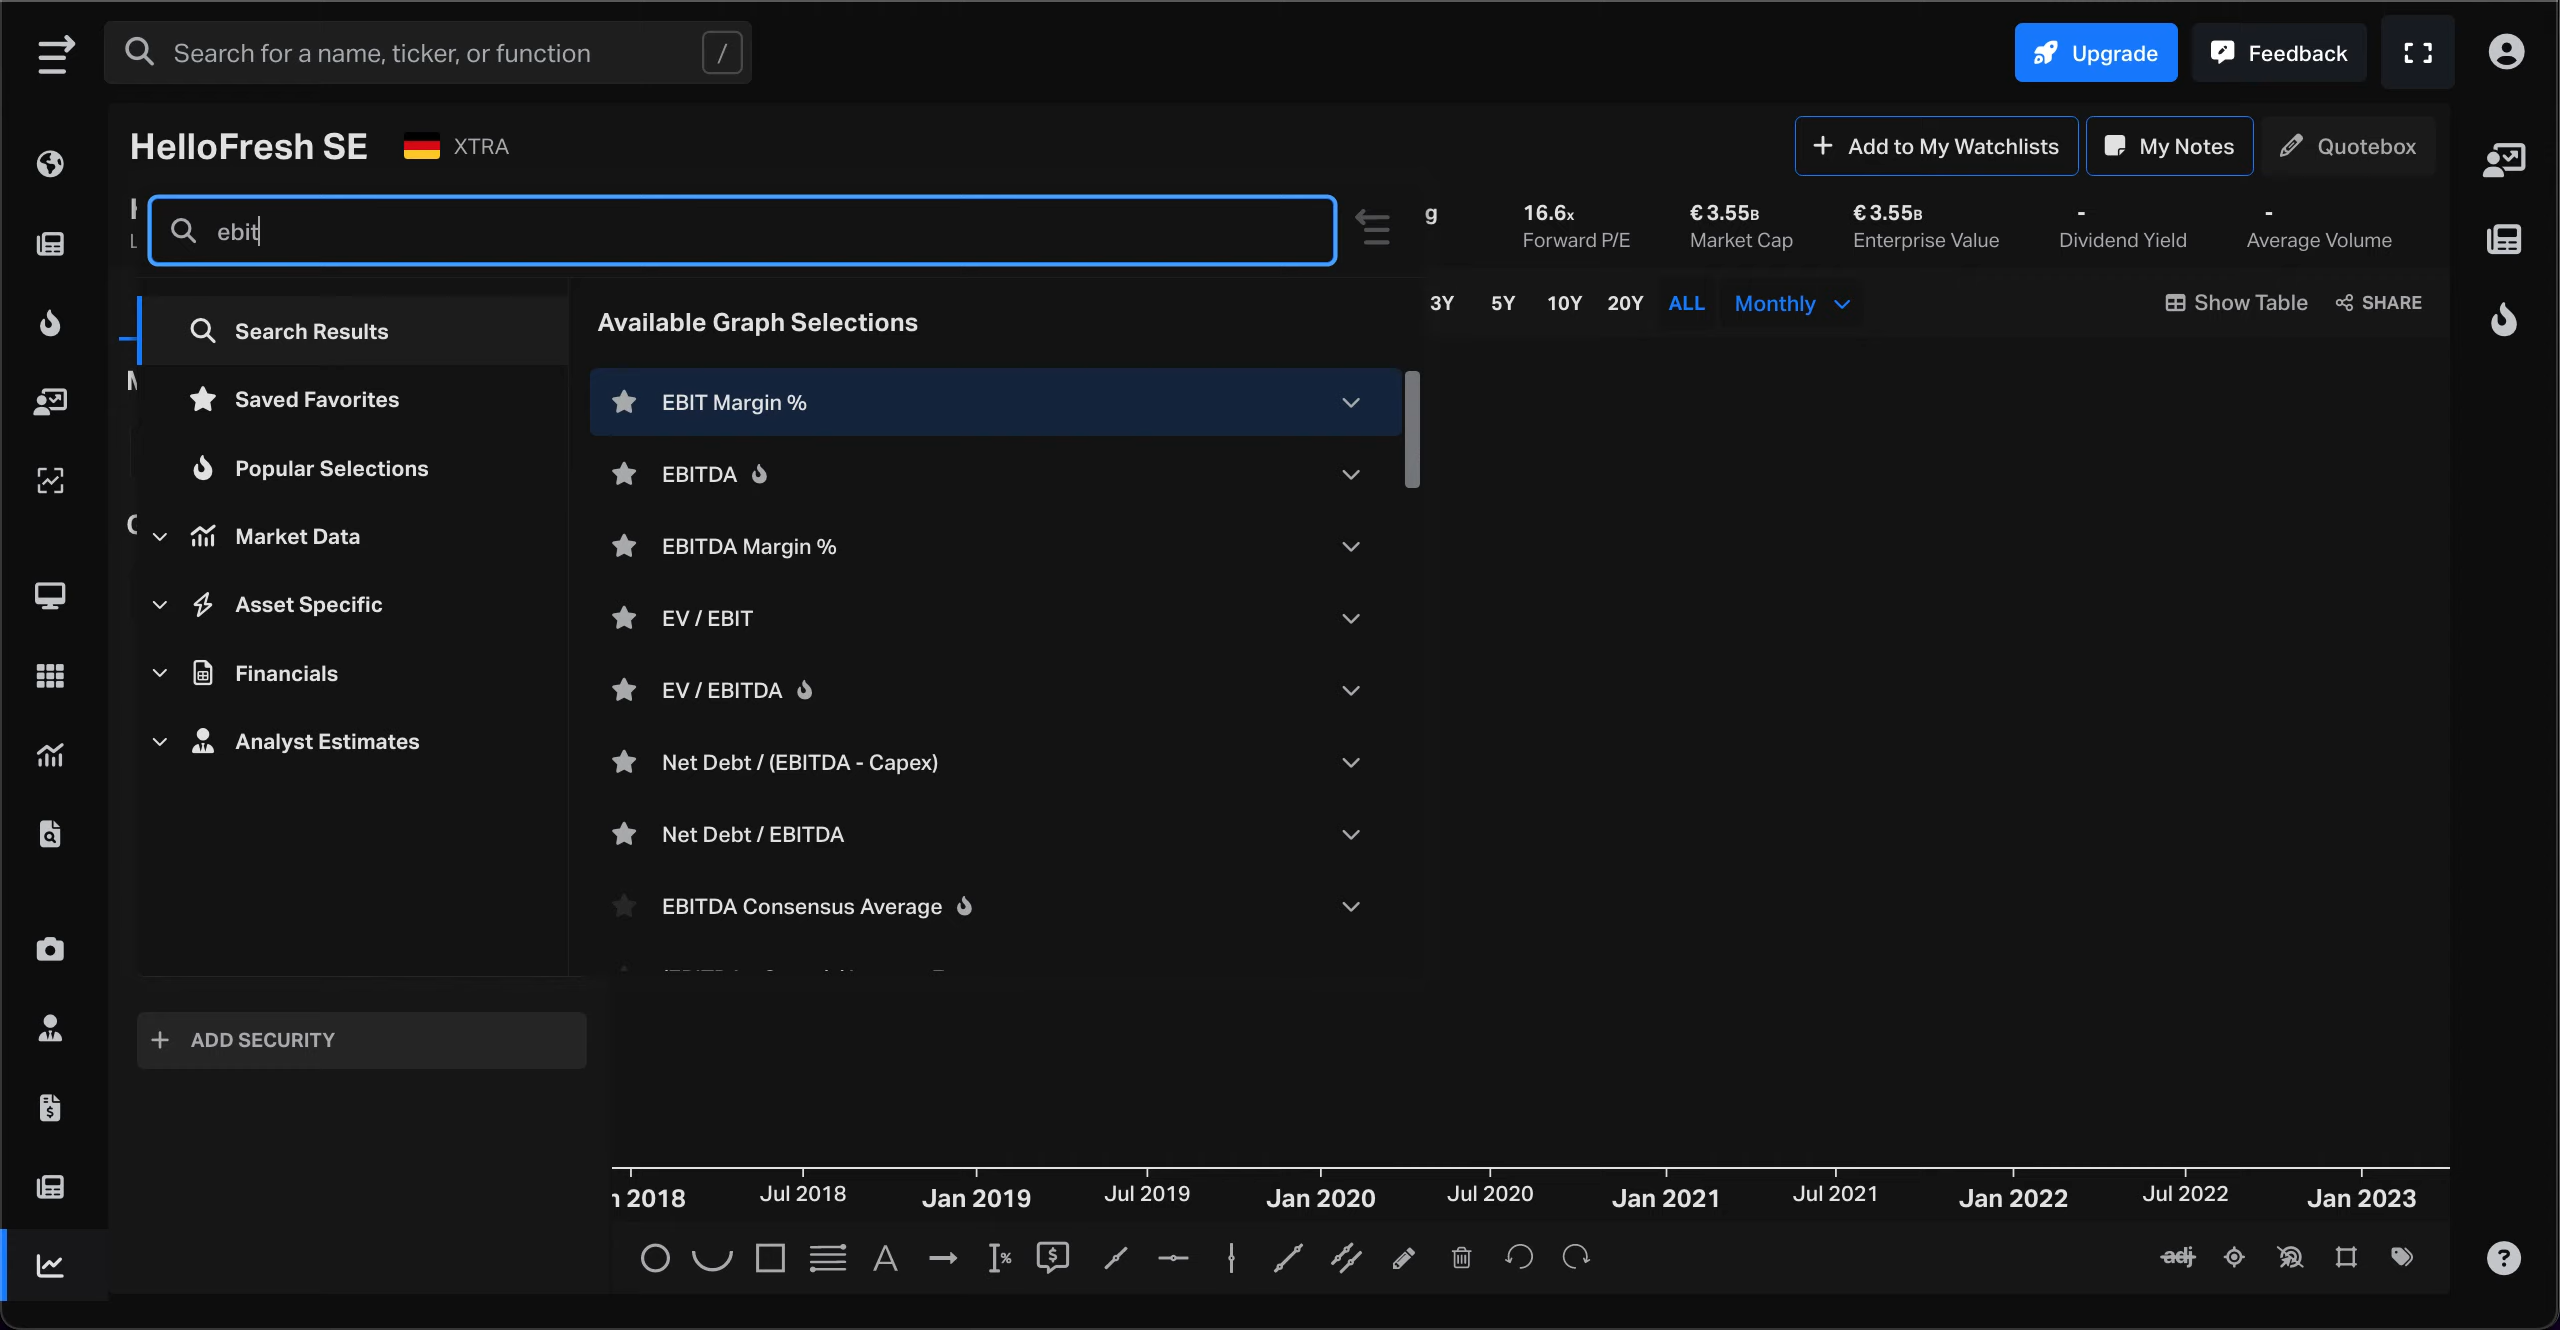 Search for a name, ticker, or function /
Upgrade
Feedback
HelloFresh SE XTRA
Add to My Watchlists
My Notes
Quotebox
ebit
g
16.6x
Forward P/E
€ 3.55B
Market Cap
€ 3.55B
Enterprise Value
-
Dividend Yield
-
Average Volume
3Y 5Y 10Y 20Y ALL Monthly
Show Table
SHARE
Search Results
Saved Favorites
Popular Selections
Market Data
Asset Specific
Financials
Analyst Estimates
Available Graph Selections
EBIT Margin %
EBITDA
EBITDA Margin %
EV / EBIT
EV / EBITDA
Net Debt / (EBITDA - Capex)
Net Debt / EBITDA
EBITDA Consensus Average
+ ADD SECURITY
2018 Jul 2018 Jan 2019 Jul 2019 Jan 2020 Jul 2020 Jan 2021 Jul 2021 Jan 2022 Jul 2022 Jan 2023
A % $ adj ?